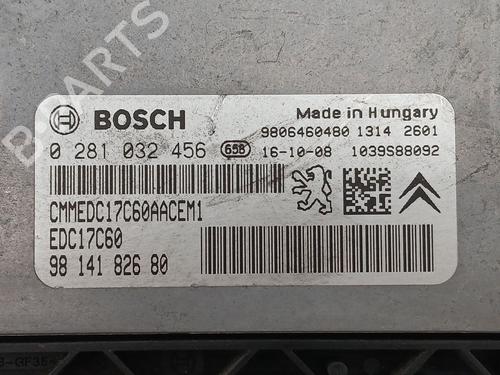 B-PARTS
BOSCH
Made in Hungary
9806460480 1314 2601
0 281 032 456 658 16-10-08 1039S88092
CMMEDC17C60AACEM1
EDC17C60
98 141 826 80